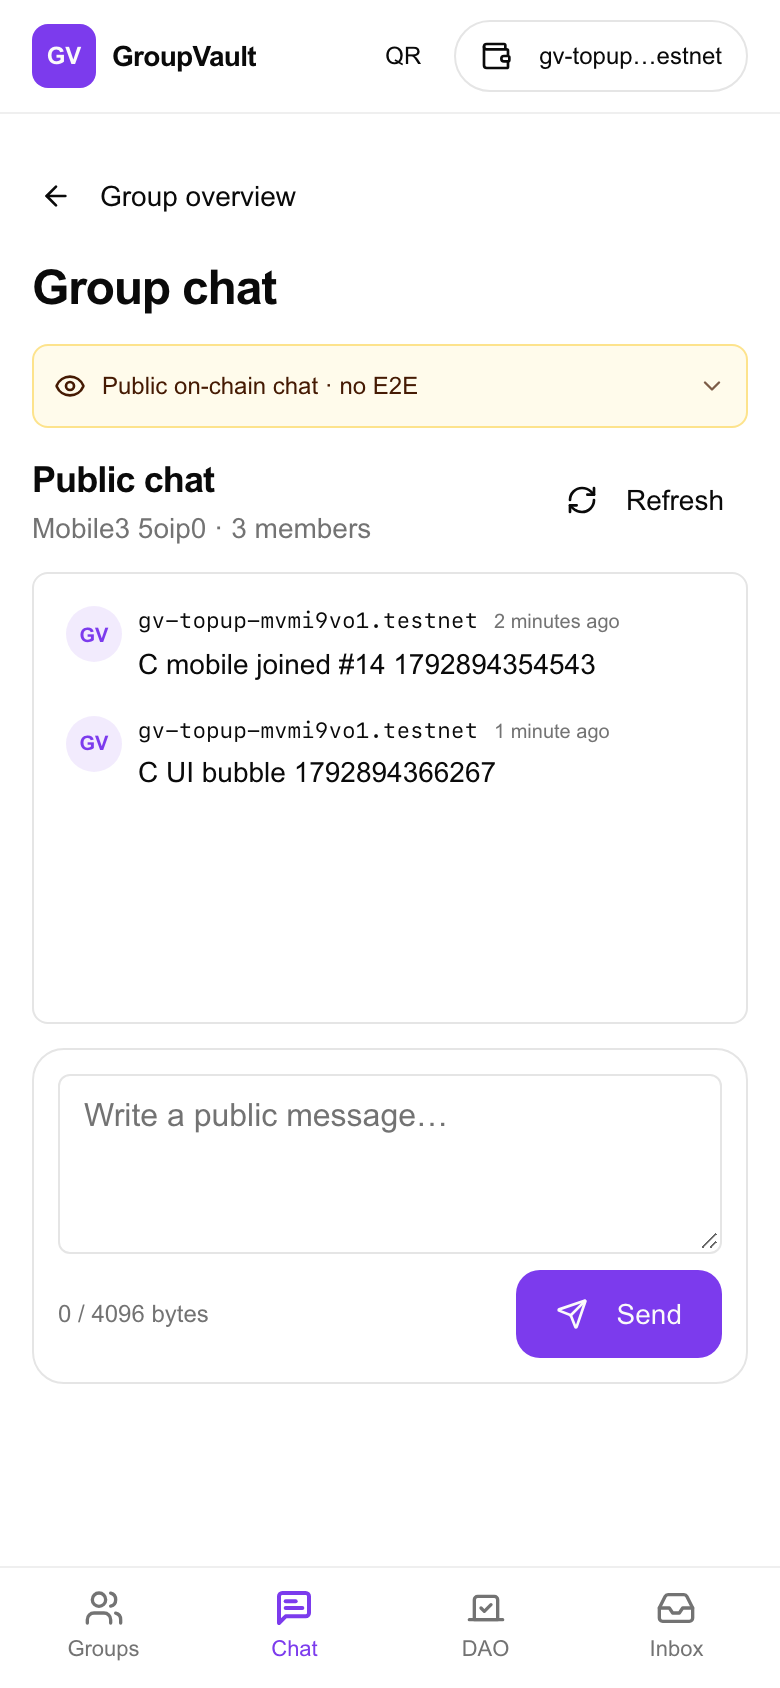 GV GroupVault QR gv-topup…estnet
Group overview
Group chat
Public on-chain chat · no E2E
Public chat
Mobile3 5oip0 · 3 members
Refresh
GV gv-topup-mvmi9vo1.testnet 2 minutes ago
C mobile joined #14 1792894354543
GV gv-topup-mvmi9vo1.testnet 1 minute ago
C UI bubble 1792894366267
Write a public message…
0 / 4096 bytes Send
Groups Chat DAO Inbox